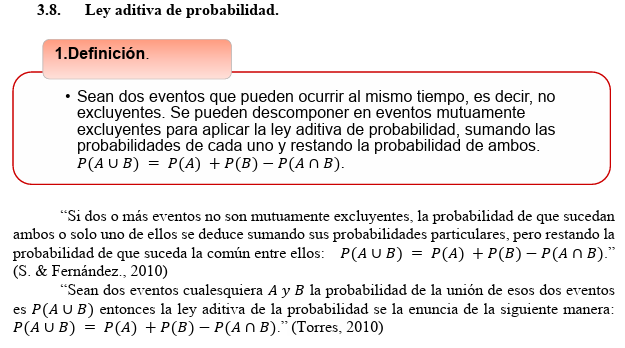 3.8. Ley aditiva de probabilidad.
1.Definición.
• Sean dos eventos que pueden ocurrir al mismo tiempo, es decir, no
excluyentes. Se pueden descomponer en eventos mutuamente
excluyentes para aplicar la ley aditiva de probabilidad, sumando las
probabilidades de cada uno y restando la probabilidad de ambos.
P(A ∪ B) = P(A) + P(B) − P(A ∩ B).
“Si dos o más eventos no son mutuamente excluyentes, la probabilidad de que sucedan
ambos o solo uno de ellos se deduce sumando sus probabilidades particulares, pero restando la
probabilidad de que suceda la común entre ellos: P(A ∪ B) = P(A) + P(B) − P(A ∩ B).”
(S. & Fernández., 2010)
“Sean dos eventos cualesquiera A y B la probabilidad de la unión de esos dos eventos
es P(A ∪ B) entonces la ley aditiva de la probabilidad se la enuncia de la siguiente manera:
P(A ∪ B) = P(A) + P(B) − P(A ∩ B).” (Torres, 2010)